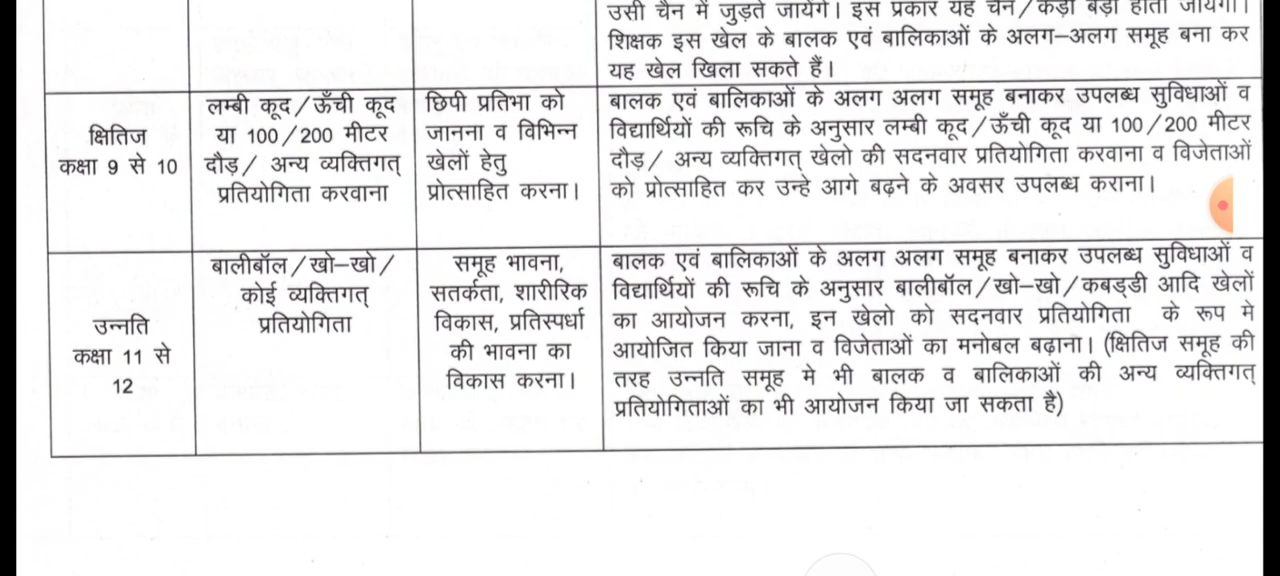 उसी चैन में जुड़ते जायेंगे। इस प्रकार यह चैन/कड़ी बड़ी होती जायेगी।
शिक्षक इस खेल के बालक एवं बालिकाओं के अलग–अलग समूह बना कर
यह खेल खिला सकते हैं।
क्षितिज
कक्षा 9 से 10
लम्बी कूद/ऊँची कूद
या 100/200 मीटर
दौड़/ अन्य व्यक्तिगत्
प्रतियोगिता करवाना
छिपी प्रतिभा को
जानना व विभिन्न
खेलों हेतु
प्रोत्साहित करना।
बालक एवं बालिकाओं के अलग अलग समूह बनाकर उपलब्ध सुविधाओं व
विद्यार्थियों की रूचि के अनुसार लम्बी कूद/ऊँची कूद या 100/200 मीटर
दौड़/ अन्य व्यक्तिगत् खेलो की सदनवार प्रतियोगिता करवाना व विजेताओं
को प्रोत्साहित कर उन्हे आगे बढ़ने के अवसर उपलब्ध कराना।
उन्नति
कक्षा 11 से
12
बालीबॉल/खो–खो/
कोई व्यक्तिगत्
प्रतियोगिता
समूह भावना,
सतर्कता, शारीरिक
विकास, प्रतिस्पर्धा
की भावना का
विकास करना।
बालक एवं बालिकाओं के अलग अलग समूह बनाकर उपलब्ध सुविधाओं व
विद्यार्थियों की रूचि के अनुसार बालीबॉल/खो–खो/कबड्डी आदि खेलों
का आयोजन करना, इन खेलो को सदनवार प्रतियोगिता के रूप मे
आयोजित किया जाना व विजेताओं का मनोबल बढ़ाना। (क्षितिज समूह की
तरह उन्नति समूह मे भी बालक व बालिकाओं की अन्य व्यक्तिगत्
प्रतियोगिताओं का भी आयोजन किया जा सकता है)